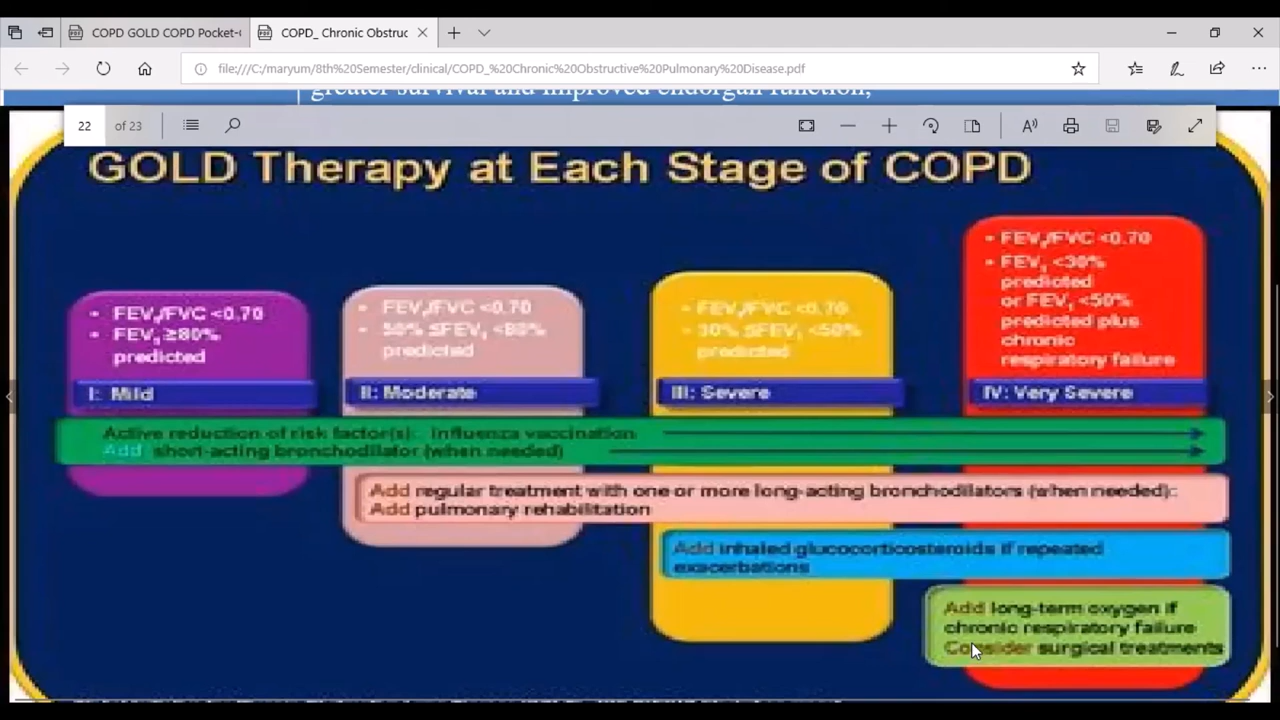 COPD GOLD COPD Pocket-
COPD_ Chronic Obstruc
file:///C:/maryum/8th%20Semester/clinical/COPD_%20Chronic%20Obstructive%20Pulmonary%20Disease.pdf
greater survival and improved endorgan function,
22 of 23
GOLD Therapy at Each Stage of COPD
• FEV₁/FVC <0.70
• FEV₁ ≥80%
predicted
I: Mild
• FEV₁/FVC <0.70
• 50% ≤FEV₁ <80%
predicted
II: Moderate
• FEV₁/FVC <0.70
• 30% ≤FEV₁ <50%
predicted
III: Severe
• FEV₁/FVC <0.70
• FEV₁ <30%
predicted
or FEV₁ <50%
predicted plus
chronic
respiratory failure
IV: Very Severe
Active reduction of risk factor(s): Influenza vaccination
Add short-acting bronchodilator (when needed)
Add regular treatment with one or more long-acting bronchodilators (when needed):
Add pulmonary rehabilitation
Add inhaled glucocorticosteroids if repeated
exacerbations
Add long-term oxygen if
chronic respiratory failure
Consider surgical treatments